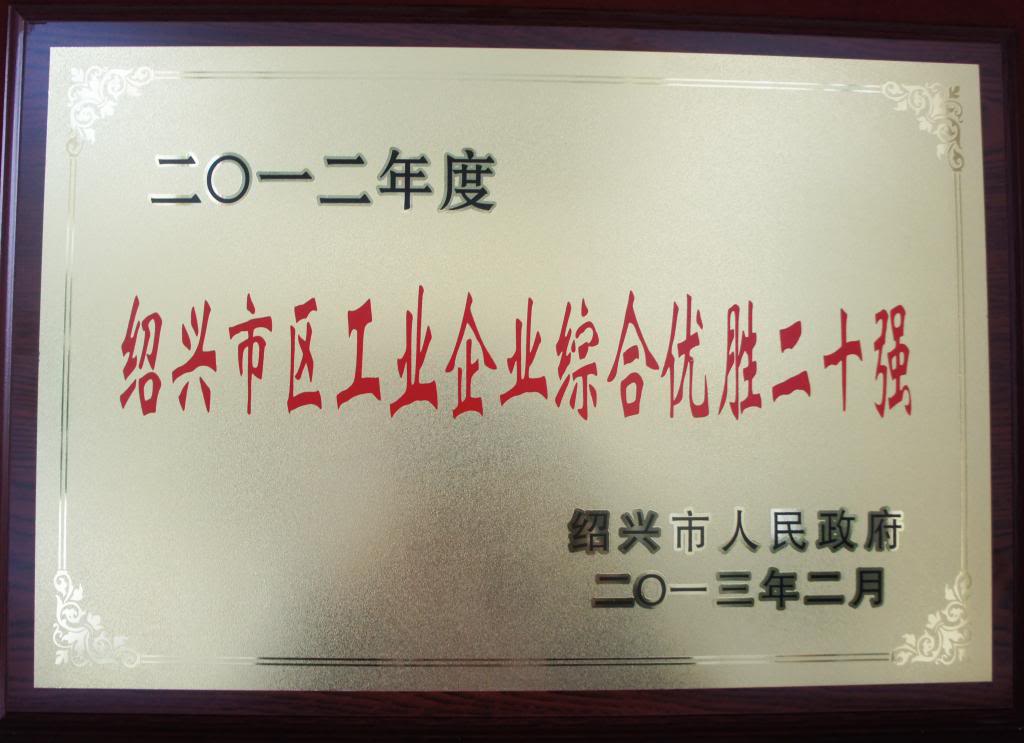 二〇一二年度
绍兴市区工业企业综合优胜二十强
绍兴市人民政府
二〇一三年二月